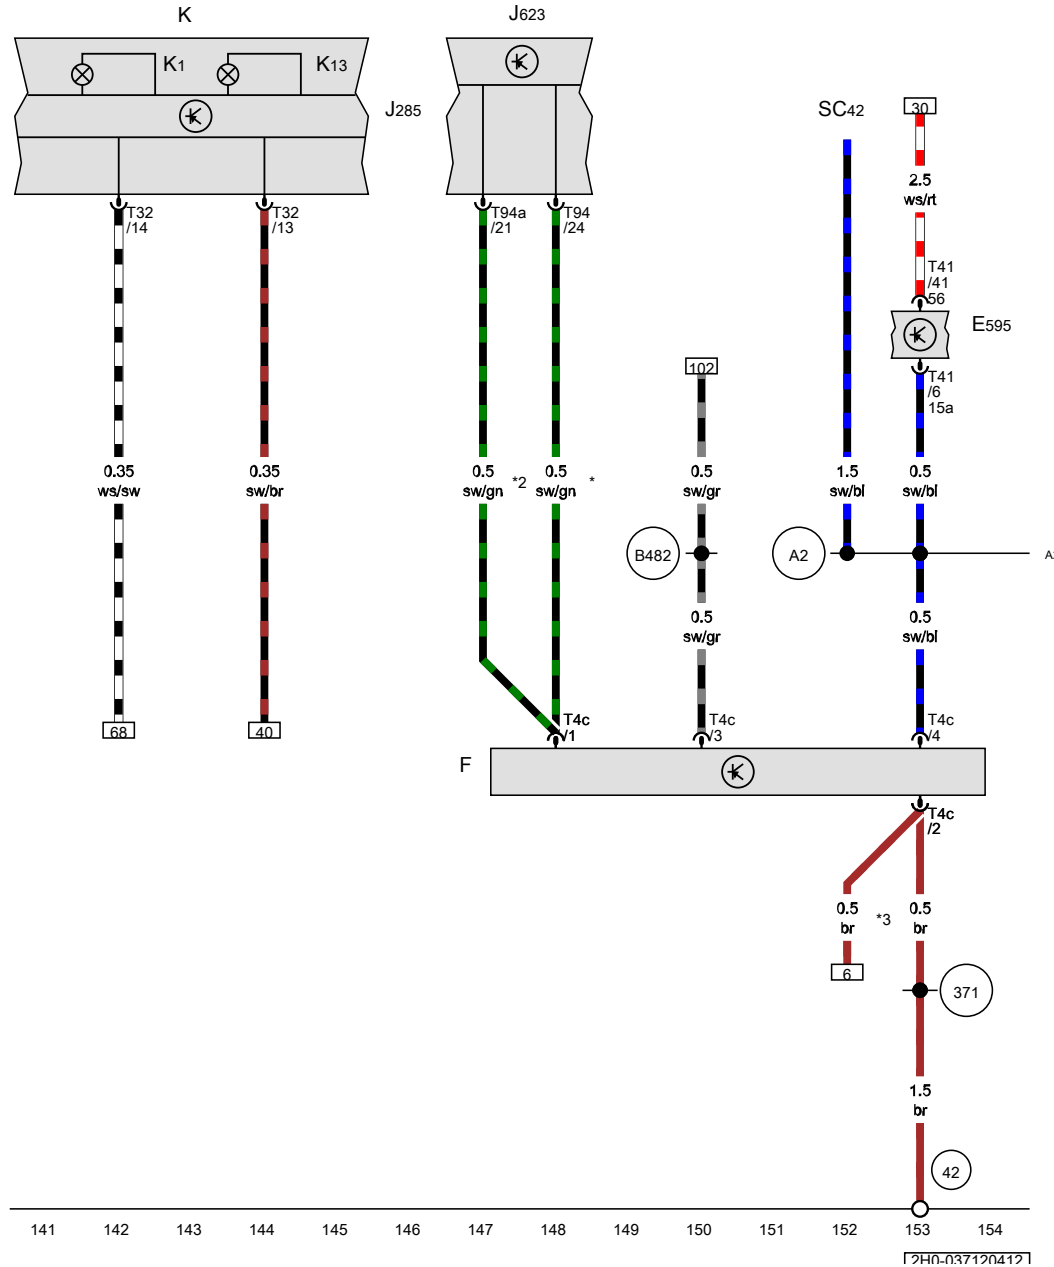 K
J623
K1
K13
J285
SC42
30
2.5
ws/rt
T32
/14
T32
/13
T94a
/21
T94
/24
T41
/41
56
E595
T41
/6
15a
102
0.35
ws/sw
0.35
sw/br
0.5
sw/gn
*2
0.5
sw/gn
*
0.5
sw/gr
1.5
sw/bl
0.5
sw/bl
B482
A2
0.5
sw/gr
0.5
sw/bl
68
40
T4c
/1
T4c
/3
T4c
/4
F
T4c
/2
0.5
br
*3
0.5
br
6
371
1.5
br
42
141 142 143 144 145 146 147 148 149 150 151 152 153 154
2H0-037120412